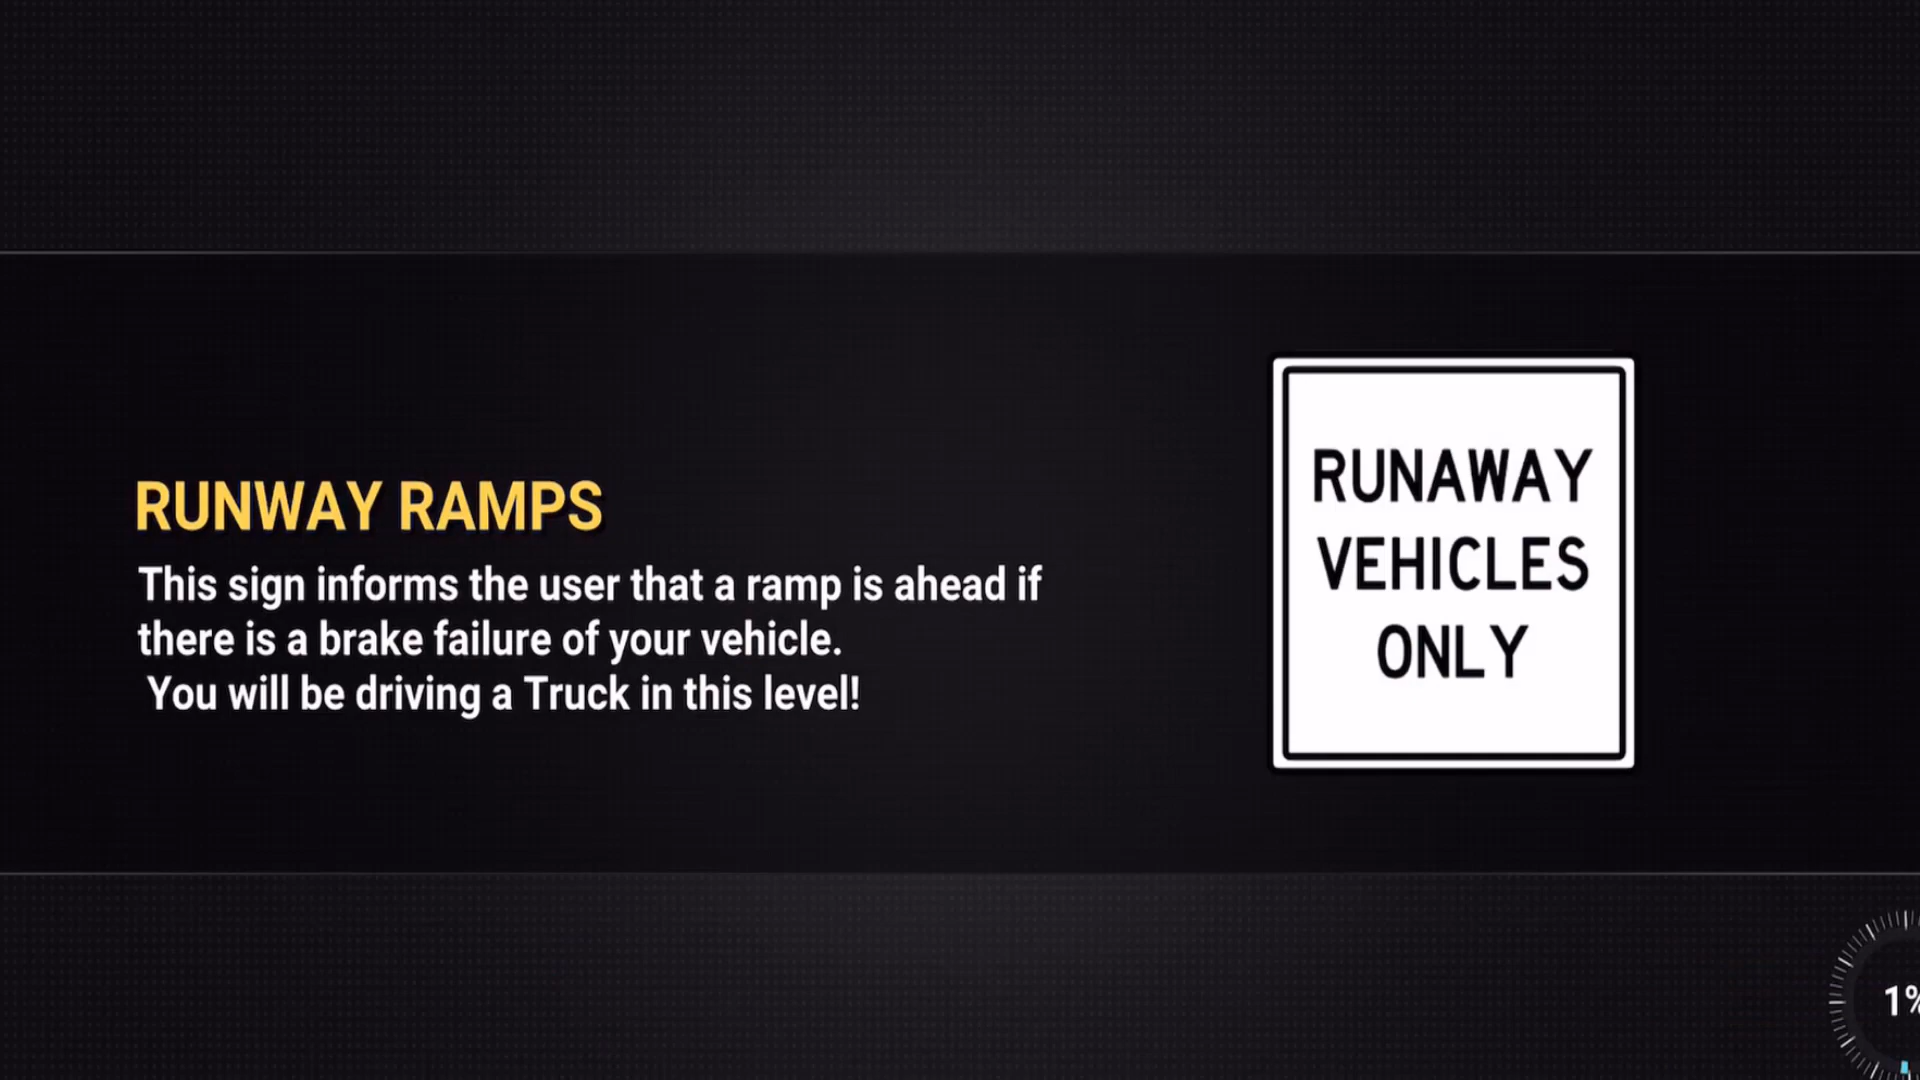 RUNWAY RAMPS
This sign informs the user that a ramp is ahead if
there is a brake failure of your vehicle.
You will be driving a Truck in this level!
RUNAWAY
VEHICLES
ONLY
1%